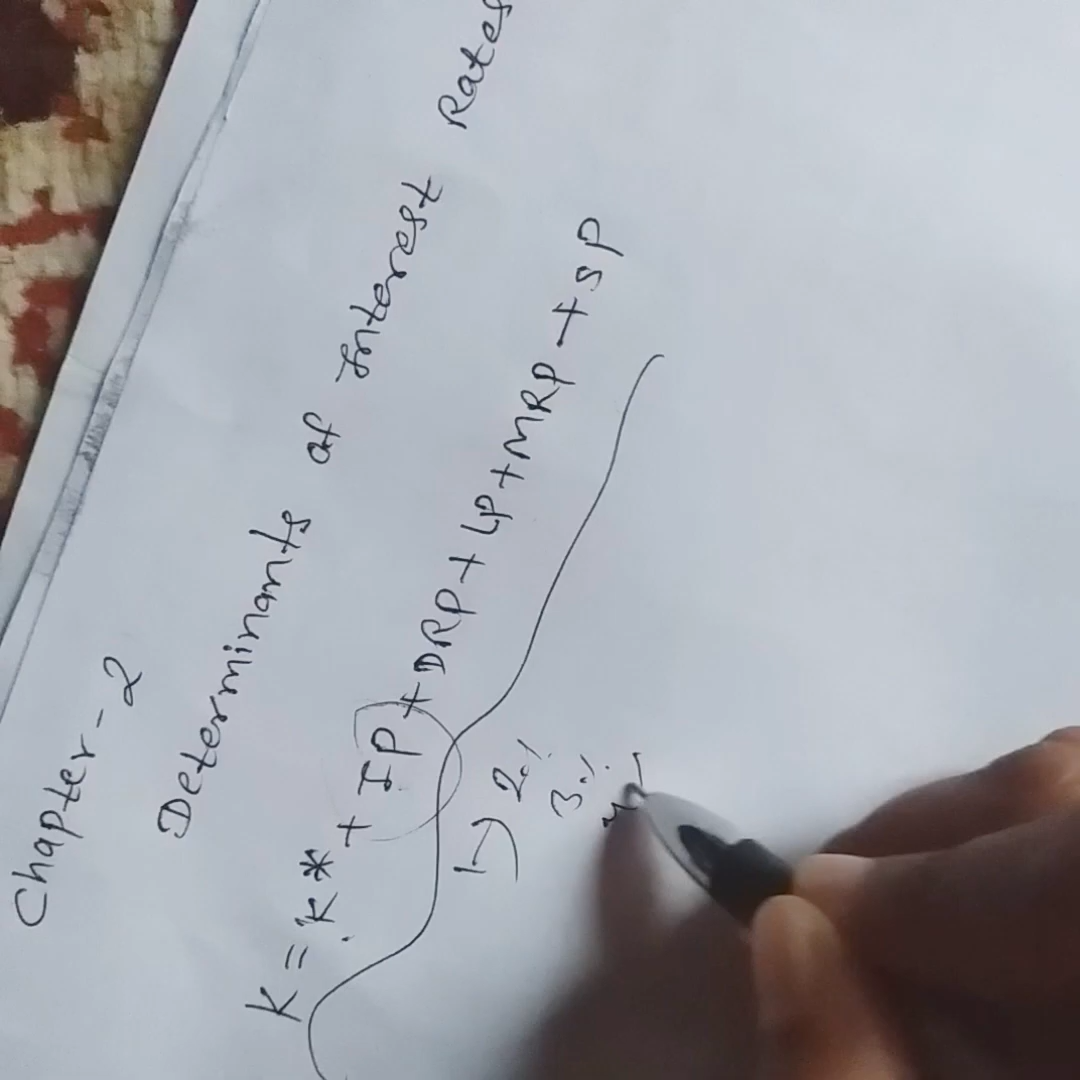 Chapter-2
Determinants of Interest Rates
K = K* + IP + DRP + LP + MRP + SP
1) 2%
3%